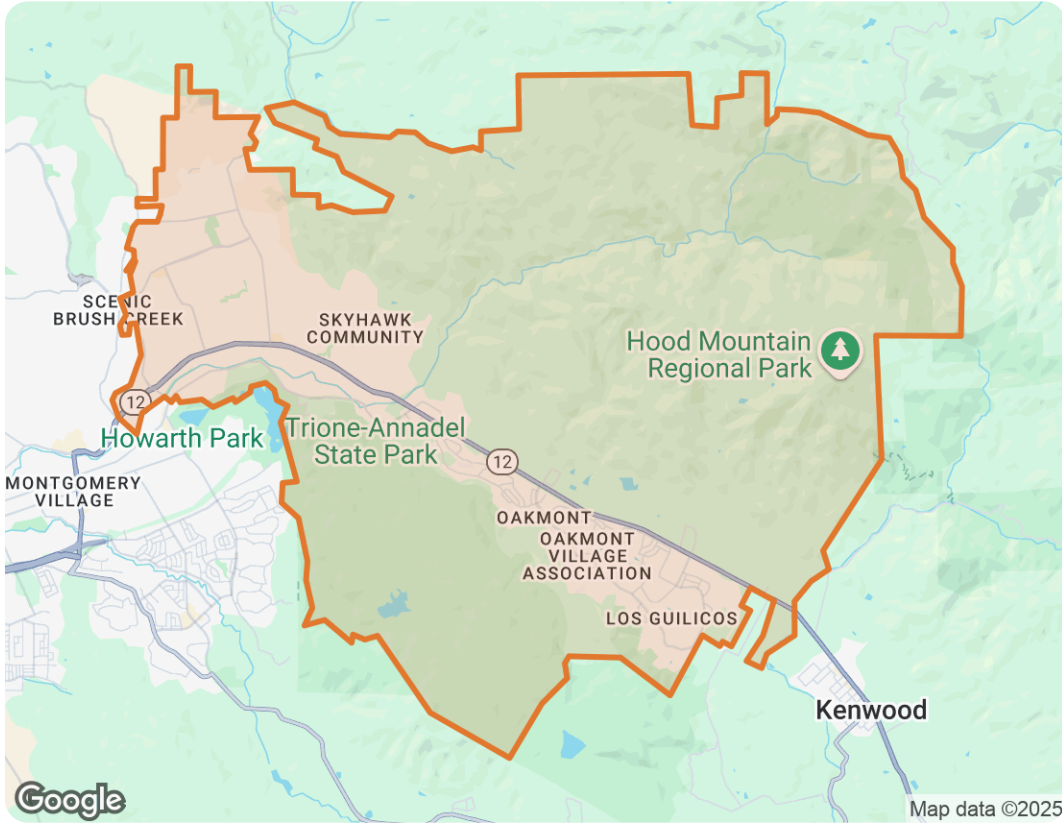 SCENIC
BRUSH CREEK
SKYHAWK
COMMUNITY
Hood Mountain
Regional Park
12
Howarth Park
Trione-Annadel
State Park
12
MONTGOMERY
VILLAGE
OAKMONT
OAKMONT
VILLAGE
ASSOCIATION
LOS GUILICOS
Kenwood
Google
Map data ©2025